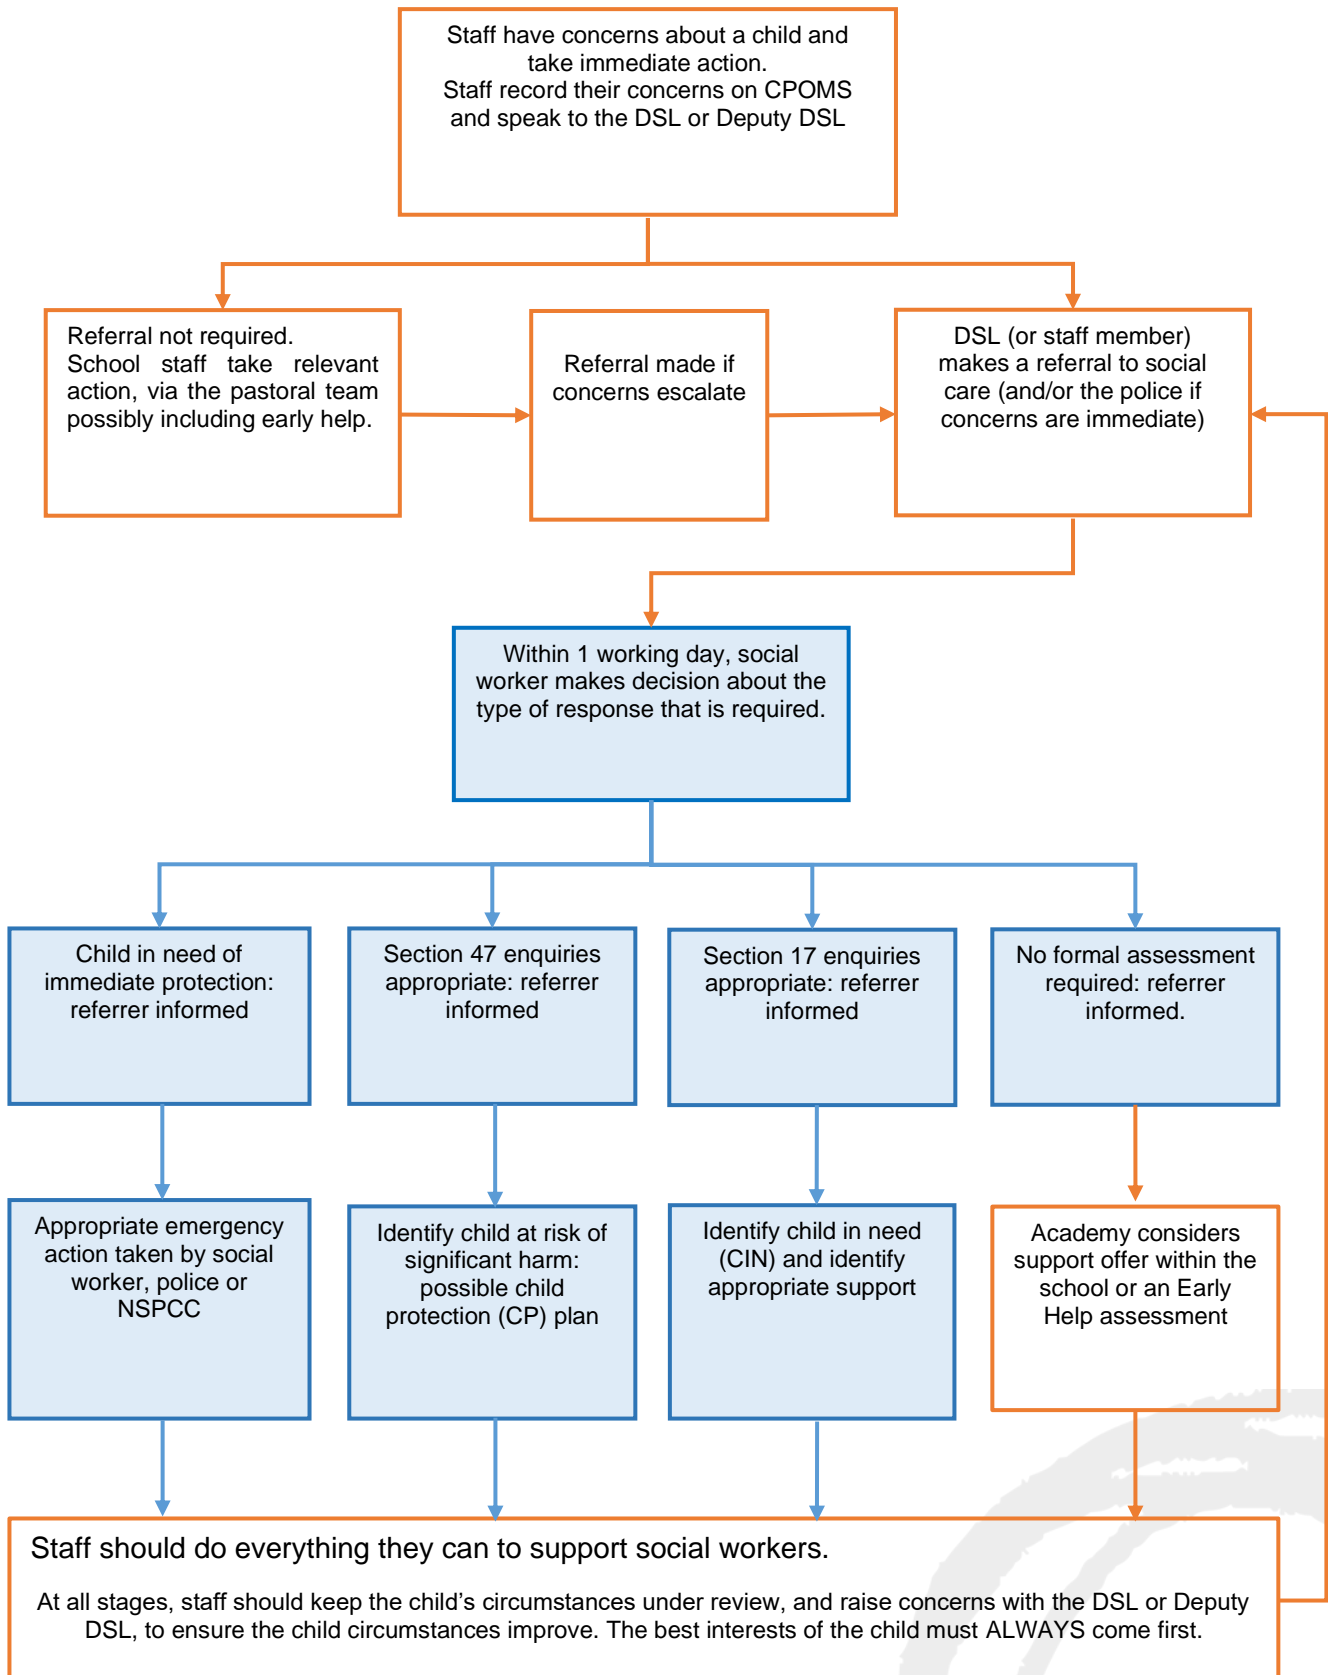 Staff have concerns about a child and
take immediate action.
Staff record their concerns on CPOMS
and speak to the DSL or Deputy DSL
Referral not required.
School staff take relevant
action, via the pastoral team
possibly including early help.
Referral made if
concerns escalate
DSL (or staff member)
makes a referral to social
care (and/or the police if
concerns are immediate)
Within 1 working day, social
worker makes decision about the
type of response that is required.
Child in need of
immediate protection:
referrer informed
Section 47 enquiries
appropriate: referrer
informed
Section 17 enquiries
appropriate: referrer
informed
No formal assessment
required: referrer
informed.
Appropriate emergency
action taken by social
worker, police or
NSPCC
Identify child at risk of
significant harm:
possible child
protection (CP) plan
Identify child in need
(CIN) and identify
appropriate support
Academy considers
support offer within the
school or an Early
Help assessment
Staff should do everything they can to support social workers.
At all stages, staff should keep the child’s circumstances under review, and raise concerns with the DSL or Deputy
DSL, to ensure the child circumstances improve. The best interests of the child must ALWAYS come first.